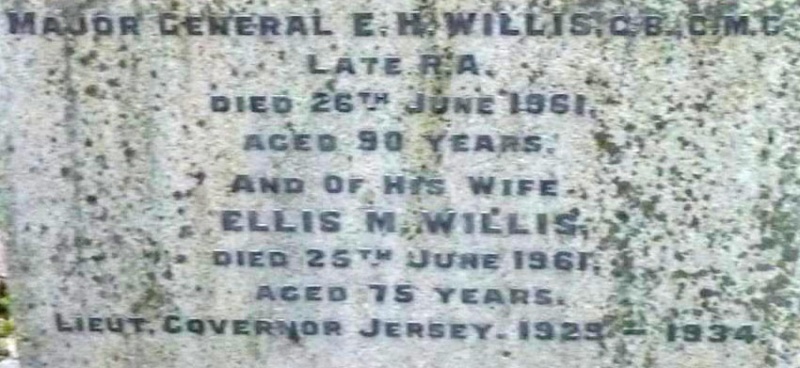 MAJOR GENERAL E. H. WILLIS, C.B., C.M.G.
LATE R.A.
DIED 26TH JUNE 1961,
AGED 90 YEARS.
AND OF HIS WIFE
ELLIS M. WILLIS,
DIED 25TH JUNE 1961,
AGED 75 YEARS.
LIEUT. GOVERNOR JERSEY. 1929 - 1934